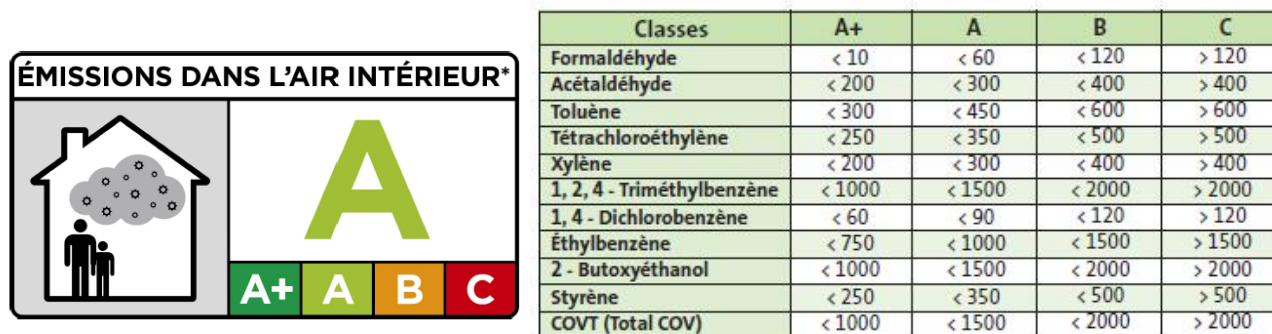 ÉMISSIONS DANS L'AIR INTÉRIEUR*
A
A+ A B C
Classes A+ A B C
Formaldéhyde < 10 < 60 < 120 > 120
Acétaldéhyde < 200 < 300 < 400 > 400
Toluène < 300 < 450 < 600 > 600
Tétrachloroéthylène < 250 < 350 < 500 > 500
Xylène < 200 < 300 < 400 > 400
1, 2, 4 - Triméthylbenzène < 1000 < 1500 < 2000 > 2000
1, 4 - Dichlorobenzène < 60 < 90 < 120 > 120
Éthylbenzène < 750 < 1000 < 1500 > 1500
2 - Butoxyéthanol < 1000 < 1500 < 2000 > 2000
Styrène < 250 < 350 < 500 > 500
COVT (Total COV) < 1000 < 1500 < 2000 > 2000